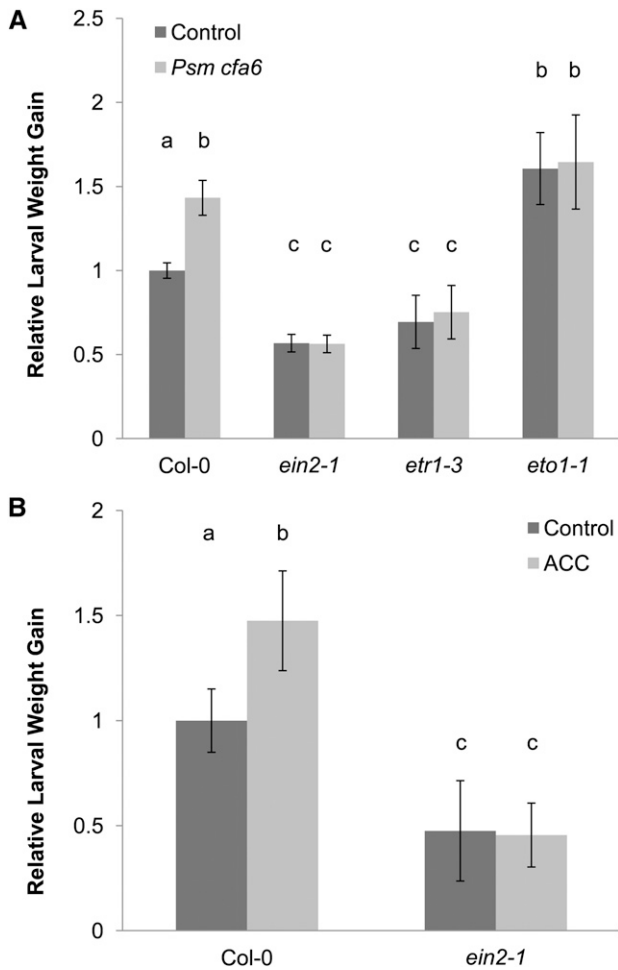 A
Relative Larval Weight Gain
2.5
2
1.5
1
0.5
0
Control
Psm cfa6
a b
c c
c c
b b
Col-0 ein2-1 etr1-3 eto1-1
B
Relative Larval Weight Gain
2
1.5
1
0.5
0
Control
ACC
a b
c c
Col-0 ein2-1